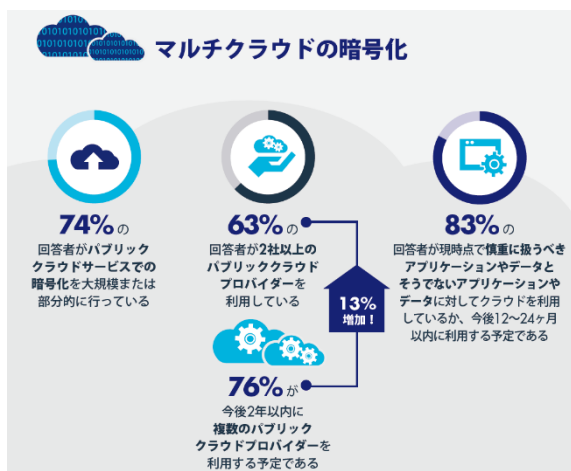 マルチクラウドの暗号化
74%の
回答者がパブリック
クラウドサービスでの
暗号化を大規模または
部分的に行っている
63%の
回答者が2社以上の
パブリッククラウド
プロバイダーを
利用している
13%
増加！
76%が
今後2年以内に
複数のパブリック
クラウドプロバイダーを
利用する予定である
83%の
回答者が現時点で慎重に扱うべき
アプリケーションやデータと
そうでないアプリケーションや
データに対してクラウドを利用
しているか、今後12〜24ヶ月
以内に利用する予定である